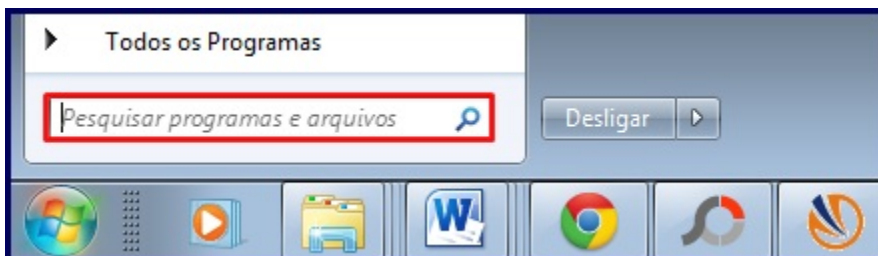 Todos os Programas
Pesquisar programas e arquivos
Desligar
W